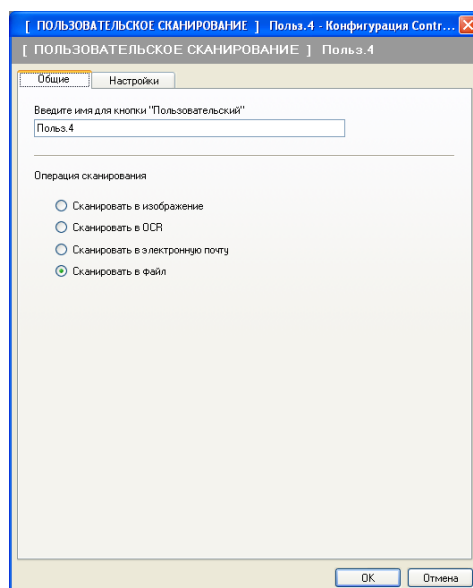 [ ПОЛЬЗОВАТЕЛЬСКОЕ СКАНИРОВАНИЕ ] Польз.4 - Конфигурация Contr...
[ ПОЛЬЗОВАТЕЛЬСКОЕ СКАНИРОВАНИЕ ] Польз.4
Общие Настройки
Введите имя для кнопки "Пользовательский"
Польз.4
Операция сканирования
Сканировать в изображение
Сканировать в OCR
Сканировать в электронную почту
Сканировать в файл
OK Отмена